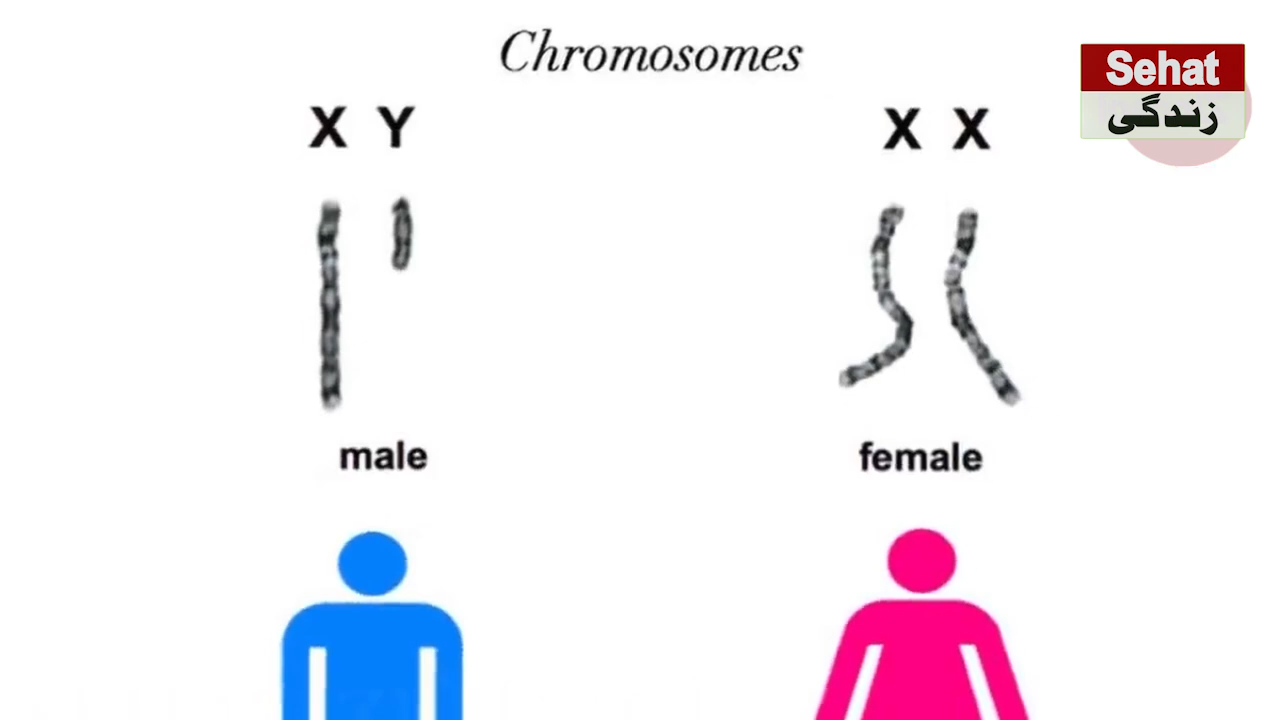 Chromosomes
Sehat
زندگی
X Y
X X
male
female